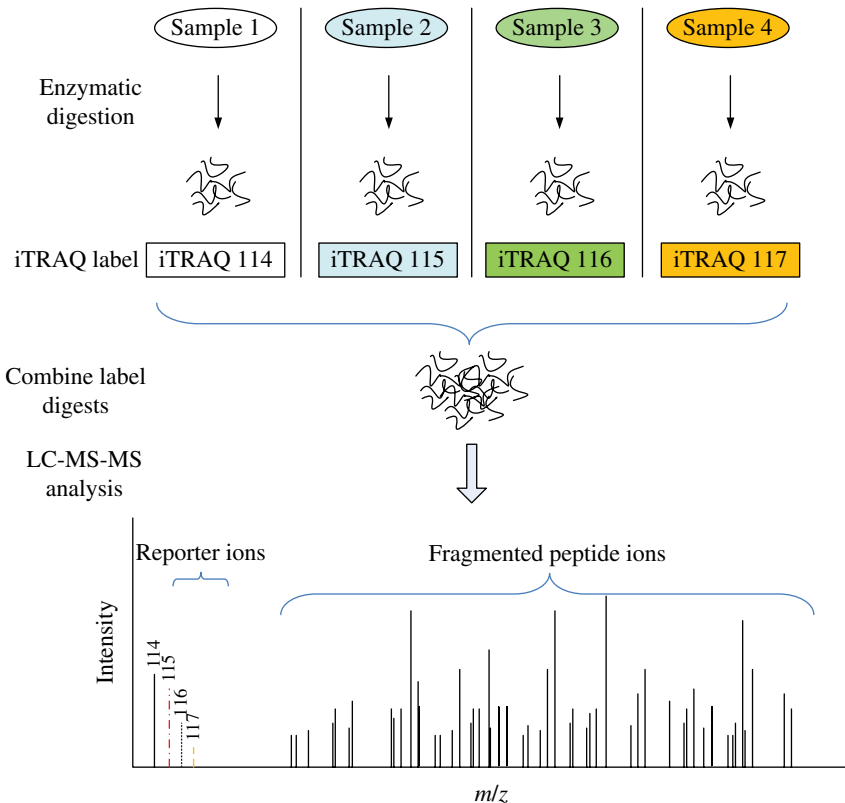 Sample 1
Sample 2
Sample 3
Sample 4
Enzymatic
digestion
iTRAQ label
iTRAQ 114
iTRAQ 115
iTRAQ 116
iTRAQ 117
Combine label
digests
LC-MS-MS
analysis
Reporter ions
Fragmented peptide ions
Intensity
114
115
116
117
m/z